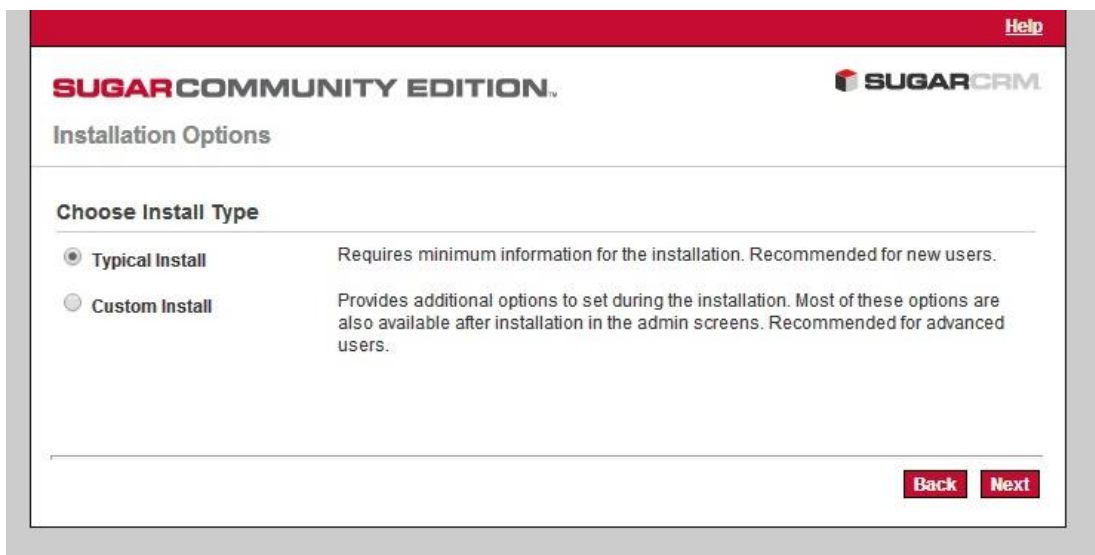 Help
SUGARCOMMUNITY EDITION™
SUGARCRM
Installation Options
Choose Install Type
Typical Install
Requires minimum information for the installation. Recommended for new users.
Custom Install
Provides additional options to set during the installation. Most of these options are
also available after installation in the admin screens. Recommended for advanced
users.
Back Next